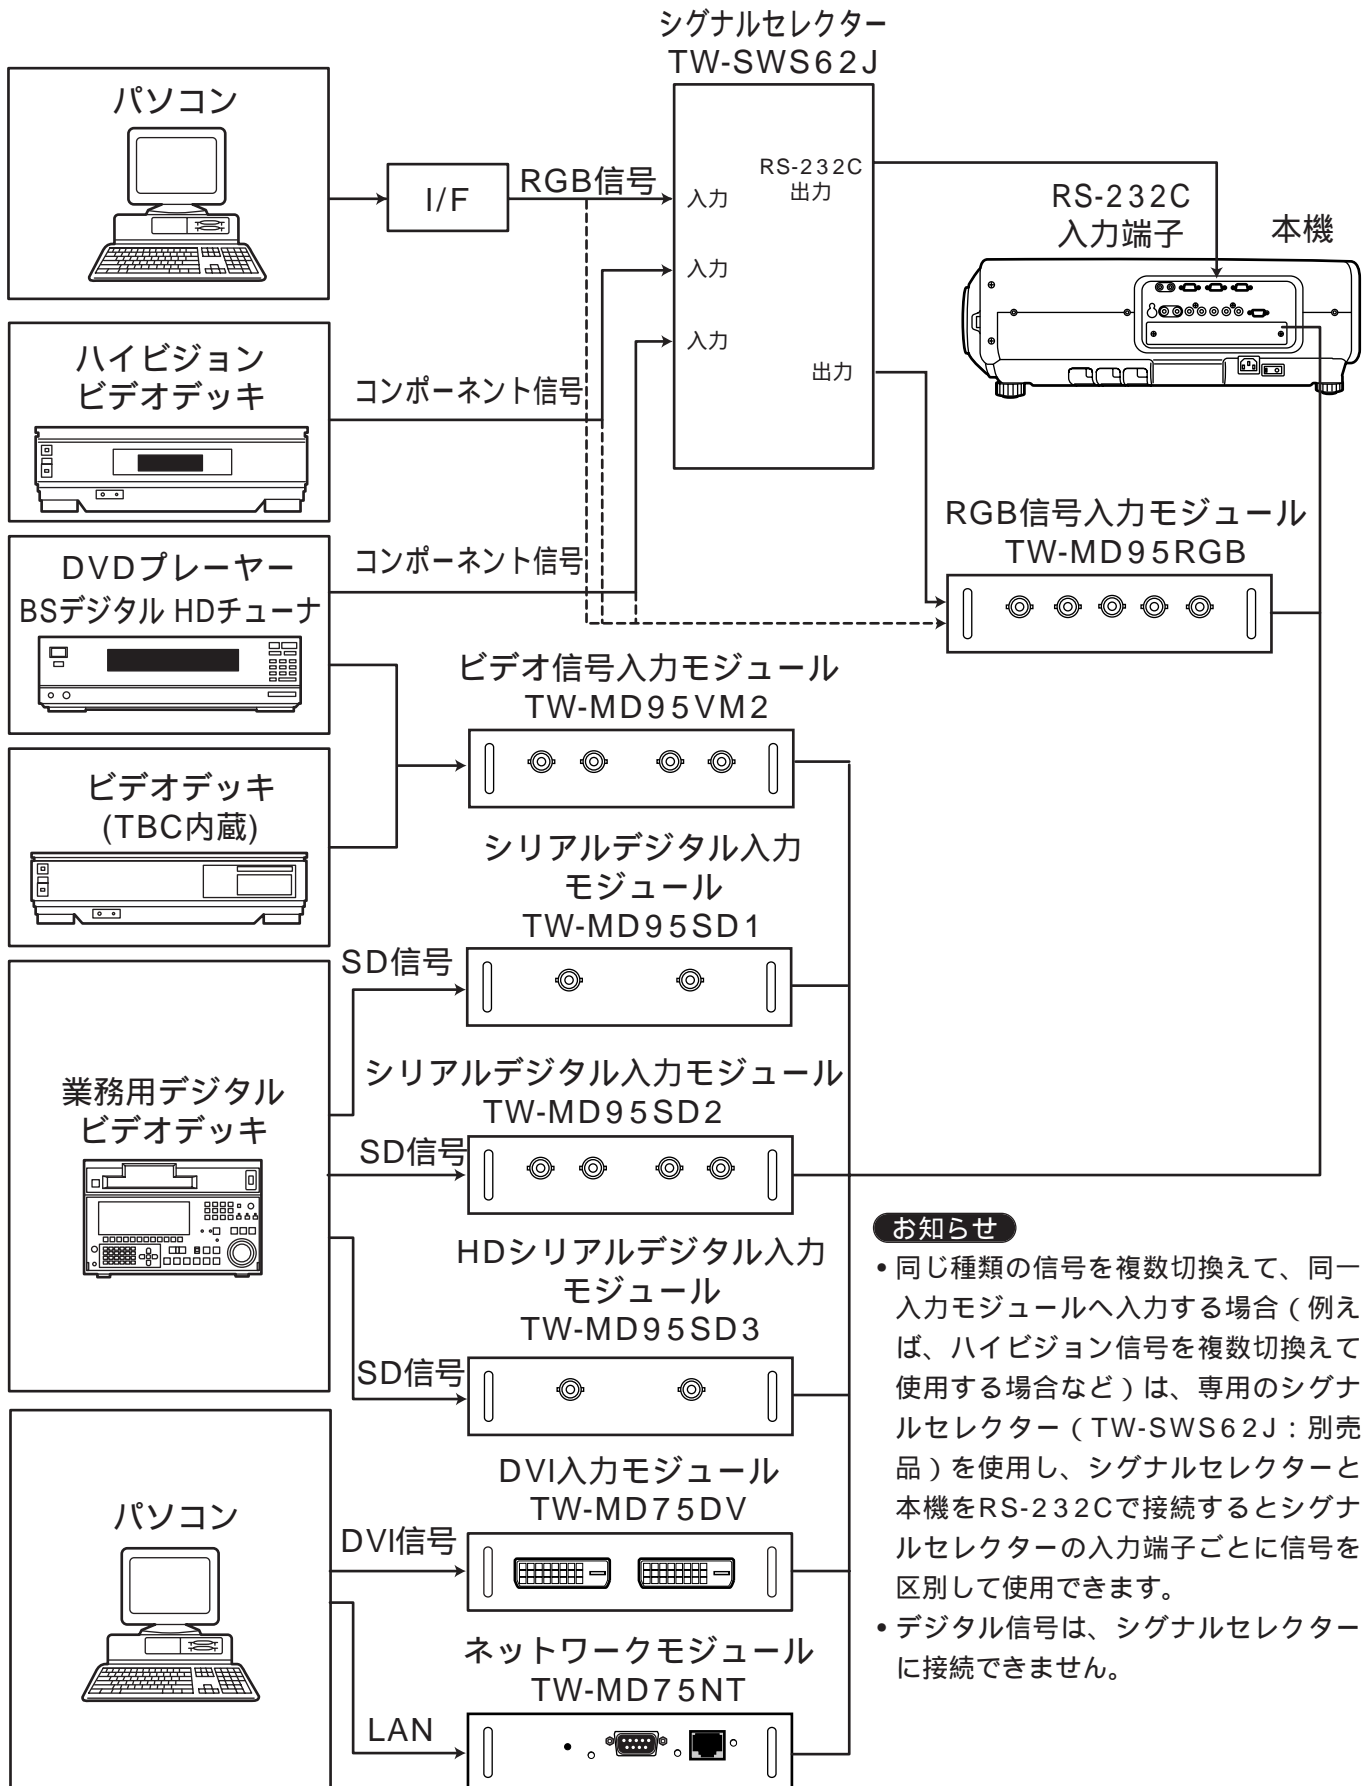 シグナルセレクター
TW-SWS62J
パソコン
I/F
RGB信号
入力
RS-232C
出力
入力
入力
出力
RS-232C
入力端子
本機
ハイビジョン
ビデオデッキ
コンポーネント信号
DVDプレーヤー
BSデジタル HDチューナ
コンポーネント信号
RGB信号入力モジュール
TW-MD95RGB
ビデオ信号入力モジュール
TW-MD95VM2
ビデオデッキ
(TBC内蔵)
シリアルデジタル入力
モジュール
TW-MD95SD1
SD信号
業務用デジタル
ビデオデッキ
シリアルデジタル入力モジュール
TW-MD95SD2
SD信号
HDシリアルデジタル入力
モジュール
TW-MD95SD3
SD信号
パソコン
DVI入力モジュール
TW-MD75DV
DVI信号
ネットワークモジュール
TW-MD75NT
LAN
お知らせ
•同じ種類の信号を複数切換えて、同一
入力モジュールへ入力する場合（例え
ば、ハイビジョン信号を複数切換えて
使用する場合など）は、専用のシグナ
ルセレクター（TW-SWS62J：別売
品）を使用し、シグナルセレクターと
本機をRS-232Cで接続するとシグナ
ルセレクターの入力端子ごとに信号を
区別して使用できます。
•デジタル信号は、シグナルセレクター
に接続できません。